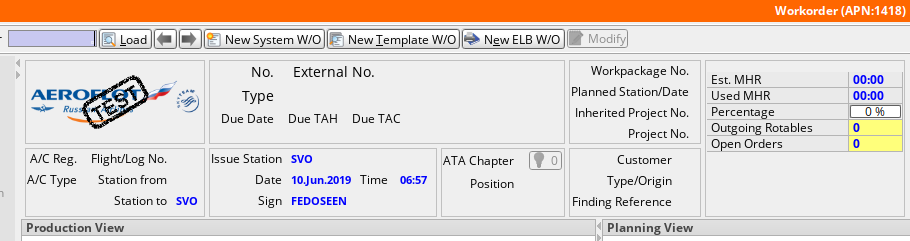 Workorder (APN:1418)
Load New System W/O New Template W/O New ELB W/O Modify
AEROFLOT
TEST
No. External No.
Type
Due Date Due TAH Due TAC
Workpackage No.
Planned Station/Date
Inherited Project No.
Project No.
Est. MHR 00:00
Used MHR 00:00
Percentage 0 %
Outgoing Rotables 0
Open Orders 0
A/C Reg. Flight/Log No.
A/C Type Station from
Station to SVO
Issue Station SVO
Date 10.Jun.2019 Time 06:57
Sign FEDOSEEN
ATA Chapter 0
Position
Customer
Type/Origin
Finding Reference
Production View
Planning View